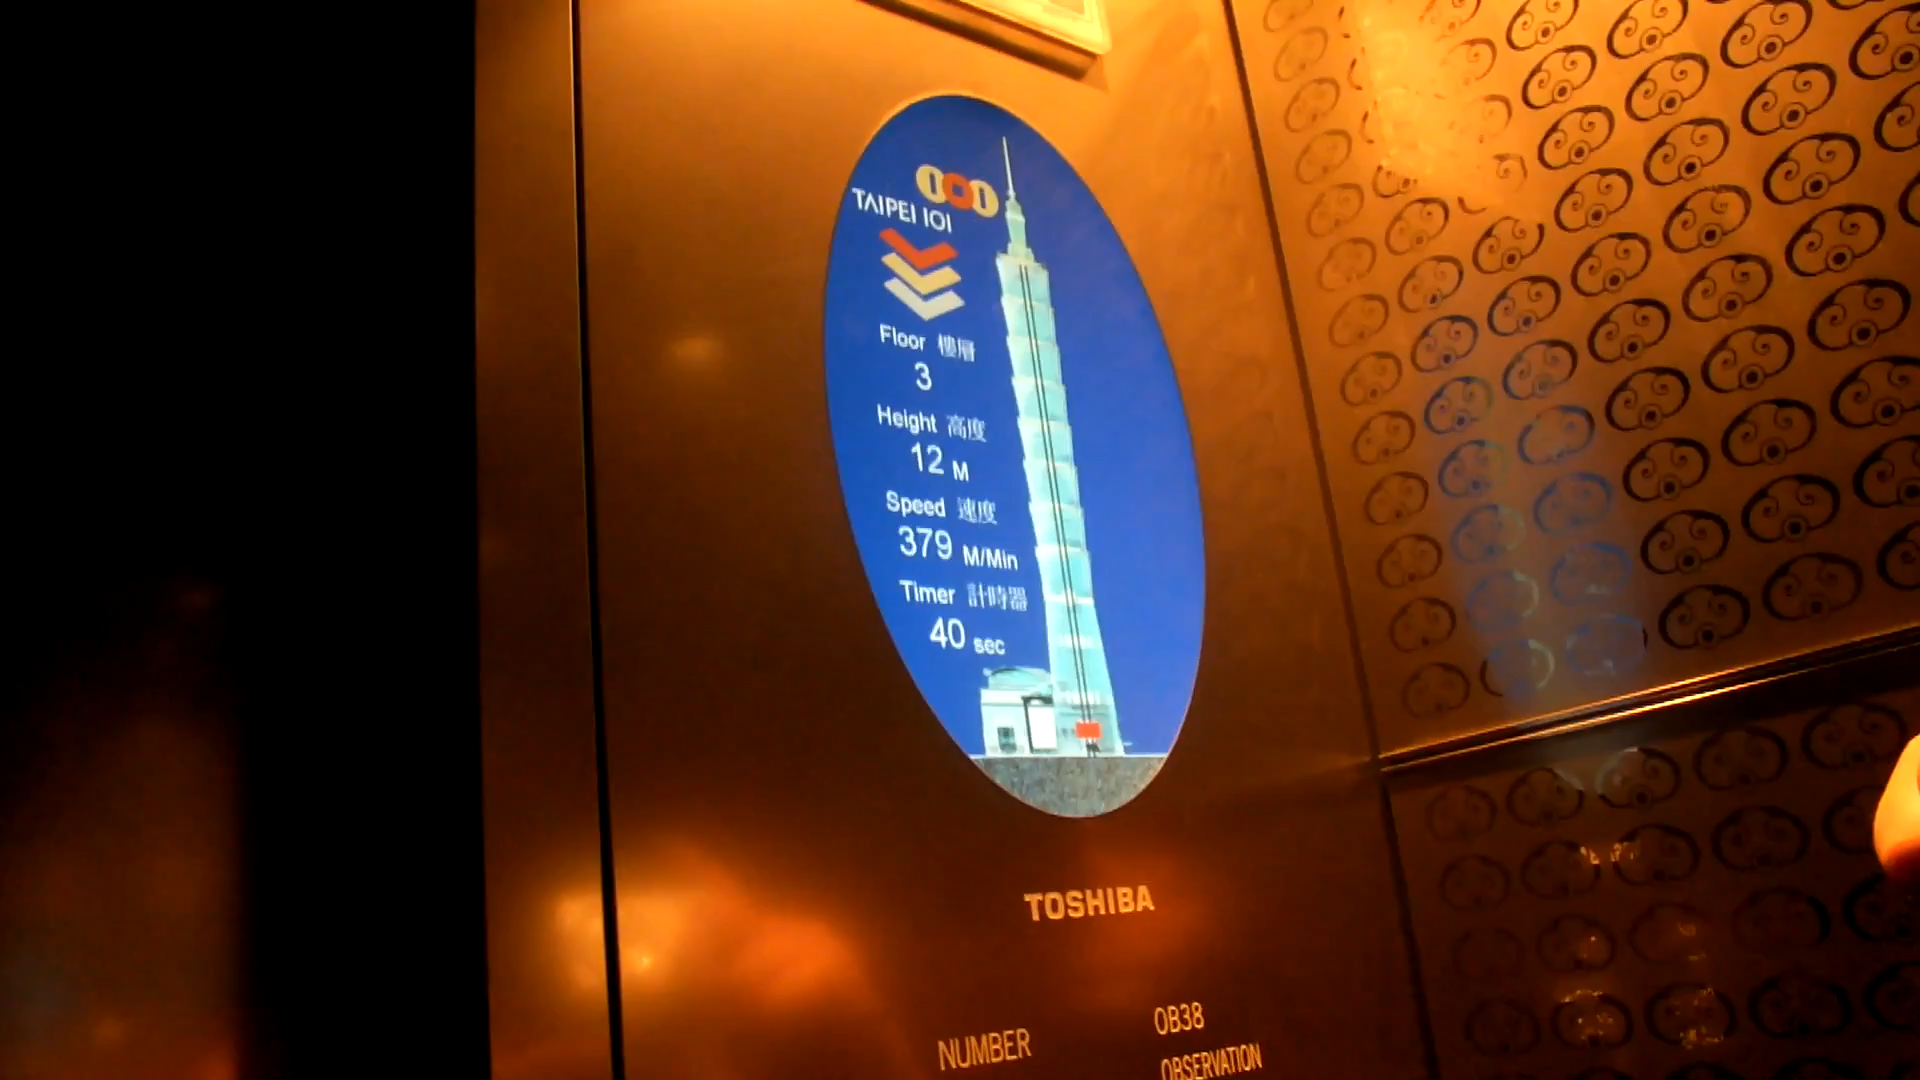 101
TAIPEI 101
Floor 樓層
3
Height 高度
12 M
Speed 速度
379 M/Min
Timer 計時器
40 sec
TOSHIBA
NUMBER OB38
OBSERVATION